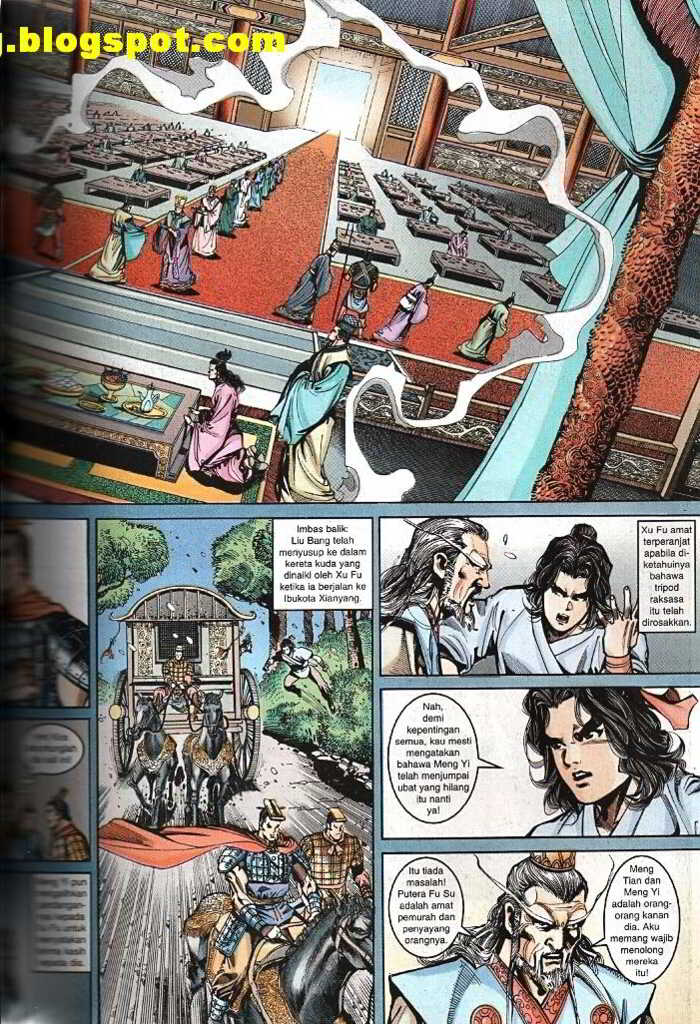 g.blogspot.com
Imbas balik:
Liu Bang telah
menyusup ke dalam
kereta kuda yang
dinaiki oleh Xu Fu
ketika ia berjalan ke
Ibukota Xianyang.
Xu Fu amat
terperanjat
apabila di-
ketahuinya
bahawa
tripod
raksasa
itu telah
dirosakkan.
Nah,
demi
kepentingan
semua, kau mesti
mengatakan
bahawa Meng Yi
telah menjumpai
ubat yang hilang
itu nanti
ya!
Itu tiada
masalah!
Putera Fu Su
adalah amat
pemurah dan
penyayang
orangnya.
Meng
Tian dan
Meng Yi
adalah orang-
orang kanan
dia. Aku
memang wajib
menolong
mereka
itu!